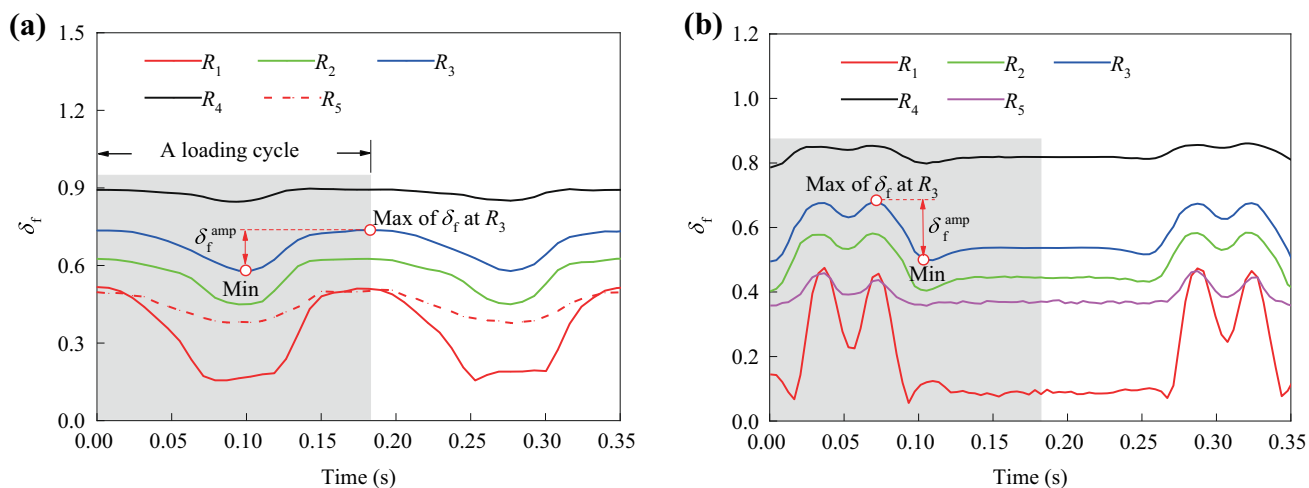 (a)
1.5
1.2
0.9
0.6
0.3
0.0
δf
R1 R2 R3
R4 R5
A loading cycle
Max of δf at R3
δf amp
Min
0.00 0.05 0.10 0.15 0.20 0.25 0.30 0.35
Time (s)
(b)
1.2
1.0
0.8
0.6
0.4
0.2
0.0
δf
R1 R2 R3
R4 R5
Max of δf at R3
δf amp
Min
0.00 0.05 0.10 0.15 0.20 0.25 0.30 0.35
Time (s)